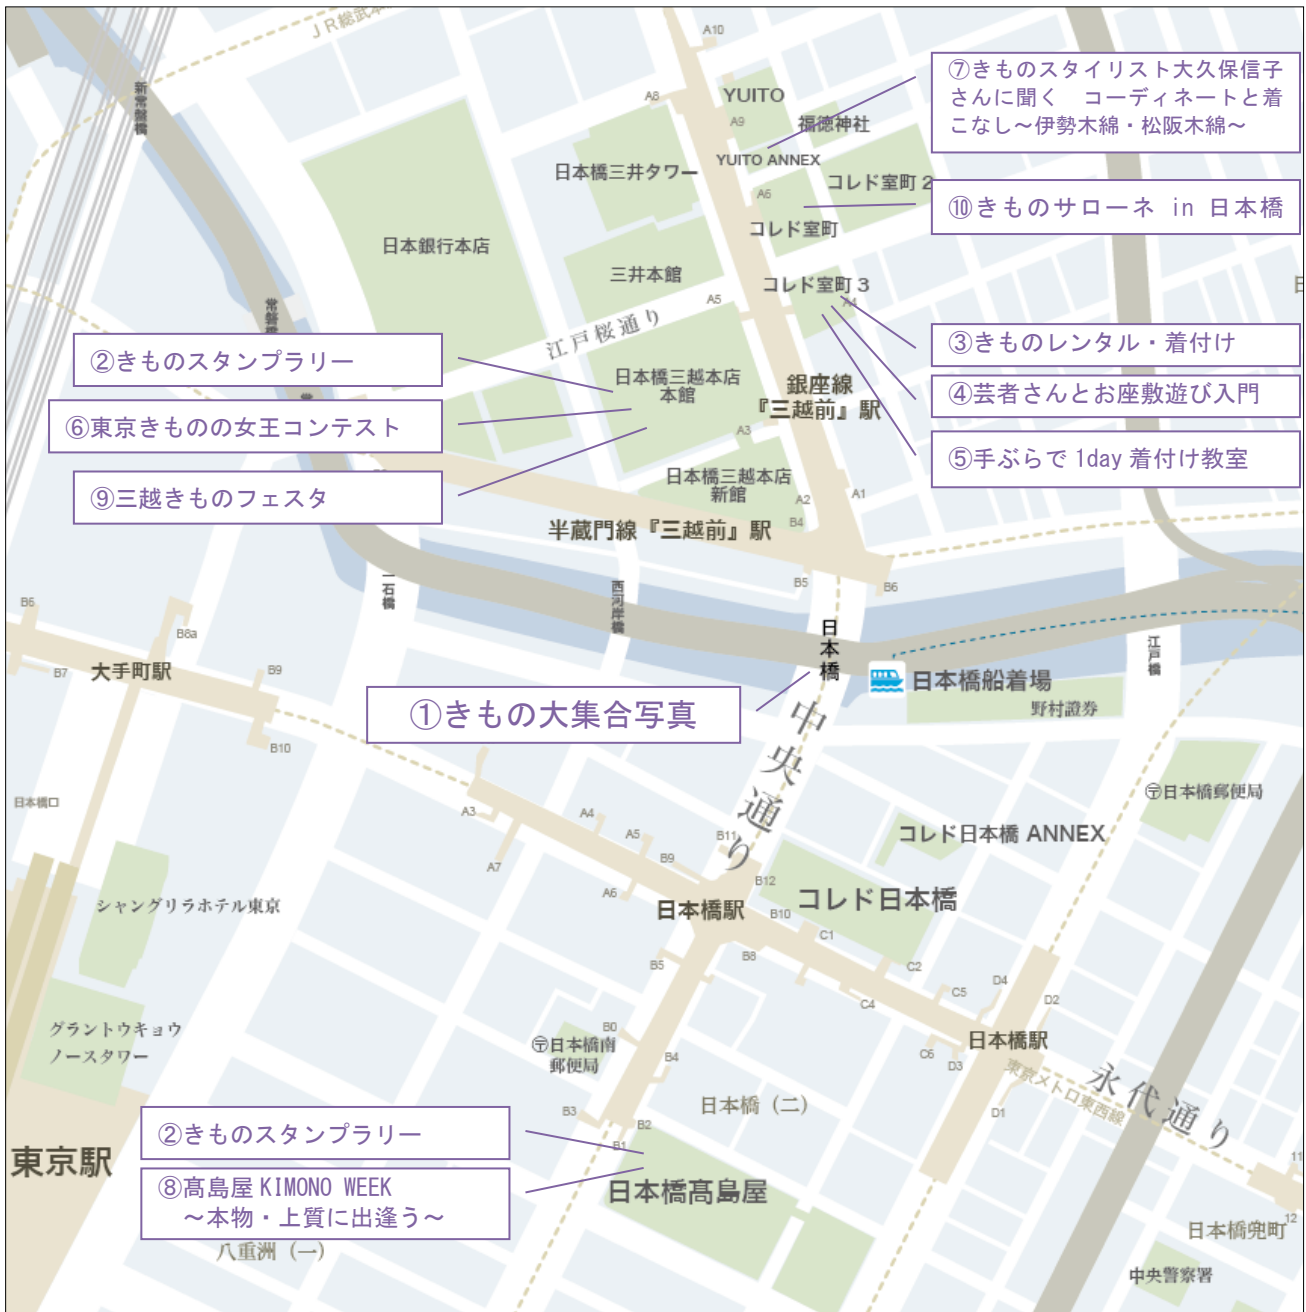 JR総武本
A10
新常盤橋
YUITO
A8
A9
福徳神社
⑦きものスタイリスト大久保信子
さんに聞く　コーディネートと着
こなし～伊勢木綿・松阪木綿～
日本橋三井タワー
YUITO ANNEX
コレド室町 2
A6
⑩きものサローネ in 日本橋
コレド室町
日本銀行本店
三井本館
コレド室町 3
A5
A4
常磐橋
江戸桜通り
②きものスタンプラリー
③きものレンタル・着付け
日本橋三越本店
本館
銀座線
『三越前』駅
④芸者さんとお座敷遊び入門
⑥東京きものの女王コンテスト
A3
⑤手ぶらで 1day 着付け教室
日本橋三越本店
新館
⑨三越きものフェスタ
A2
A1
B4
半蔵門線『三越前』駅
B5
B6
一石橋
西河岸橋
日本橋
江戸橋
B6
B8a
B7
大手町駅
B9
日本橋船着場
野村證券
①きもの大集合写真
中央通り
B10
日本橋口
〶日本橋郵便局
A3
A4
A5
B11
コレド日本橋 ANNEX
A7
B9
A6
B12
シャングリラホテル東京
日本橋駅
B10
コレド日本橋
C1
B5
B8
C2
C5
D4
C4
D2
グラントウキョウ
ノースタワー
B0
〶日本橋南
郵便局
B4
日本橋駅
C6
D3
東京メトロ東西線
永代通り
日本橋（二）
B3
B2
D1
②きものスタンプラリー
B1
東京駅
11
⑧髙島屋 KIMONO WEEK
～本物・上質に出逢う～
日本橋髙島屋
12
日本橋兜町
八重洲（一）
中央警察署